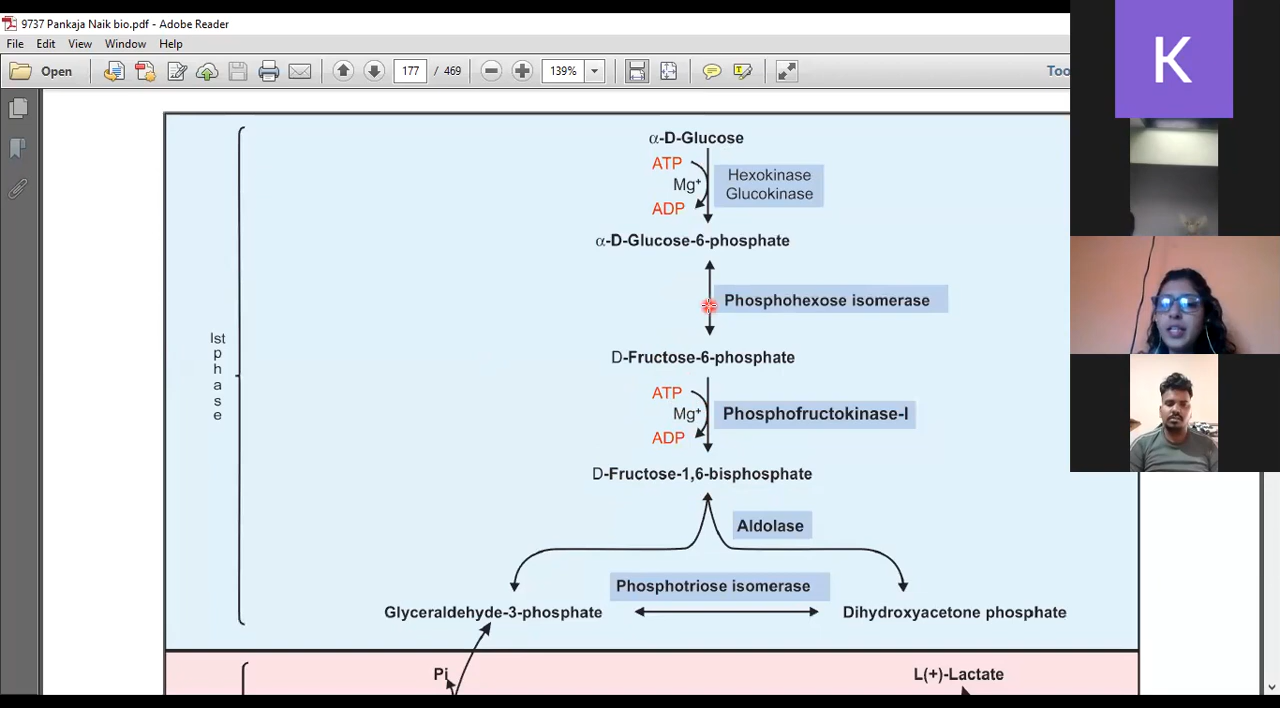 9737 Pankaja Naik bio.pdf - Adobe Reader
File Edit View Window Help
Open 177 / 469 139% Too
K
α-D-Glucose
ATP
Mg⁺
ADP
Hexokinase
Glucokinase
α-D-Glucose-6-phosphate
Phosphohexose isomerase
D-Fructose-6-phosphate
ATP
Mg⁺
ADP
Phosphofructokinase-I
D-Fructose-1,6-bisphosphate
Aldolase
Phosphotriose isomerase
Glyceraldehyde-3-phosphate
Dihydroxyacetone phosphate
Ist
p
h
a
s
e
Pi
L(+)-Lactate